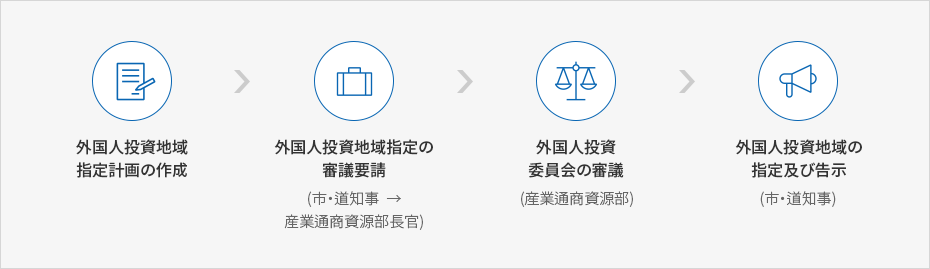 外国人投資地域
指定計画の作成
外国人投資地域指定の
審議要請
(市·道知事 →
産業通商資源部長官)
外国人投資
委員会の審議
(産業通商資源部)
外国人投資地域の
指定及び告示
(市·道知事)